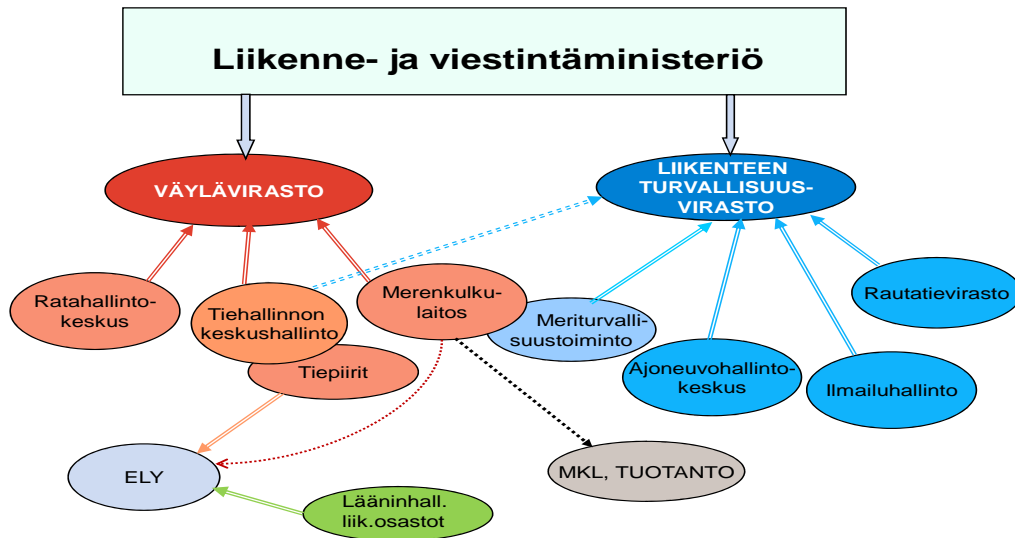 Liikenne- ja viestintäministeriö
VÄYLÄVIRASTO
LIIKENTEEN
TURVALLISUUS-
VIRASTO
Ratahallinto-
keskus
Tiehallinnon
keskushallinto
Tiepiirit
Merenkulku-
laitos
Meriturvalli-
suustoiminto
Ajoneuvohallinto-
keskus
Ilmailuhallinto
Rautatievirasto
ELY
MKL, TUOTANTO
Lääninhall.
liik.osastot